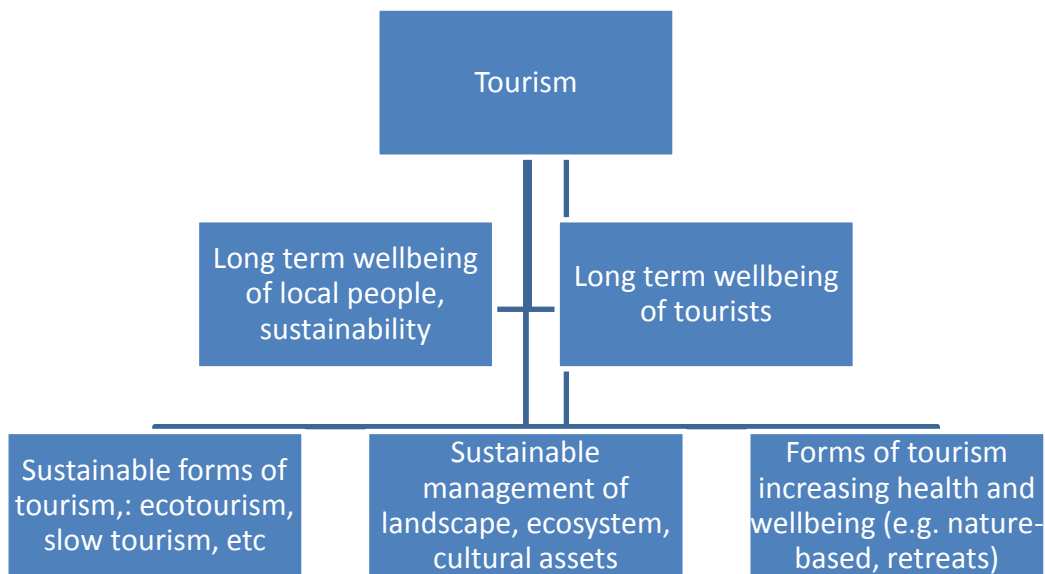 Tourism
Long term wellbeing
of local people,
sustainability
Long term wellbeing
of tourists
Sustainable forms of
tourism,: ecotourism,
slow tourism, etc
Sustainable
management of
landscape, ecosystem,
cultural assets
Forms of tourism
increasing health and
wellbeing (e.g. nature-
based, retreats)